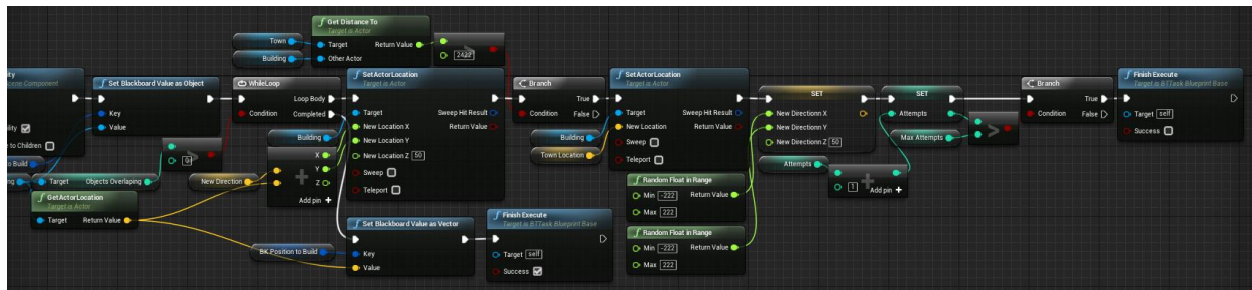 Get Distance To
Target is Actor
Town
Target
Return Value
Building
Other Actor
2422
ity
Scene Component
ility
to Children
to Build
ng
Set Blackboard Value as Object
Key
Value
WhileLoop
Loop Body
Condition
Completed
SetActorLocation
Target is Actor
Target
Sweep Hit Result
New Location X
Return Value
New Location Y
New Location Z 50
Sweep
Teleport
Building
X
Y
Z
Add pin +
New Direction
Target
Objects Overlaping
0
>
GetActorLocation
Target is Actor
Target
Return Value
Set Blackboard Value as Vector
BK Position to Build
Key
Value
Finish Execute
Target is BTTask Blueprint Base
Target self
Success
Branch
True
Condition
False
SetActorLocation
Target is Actor
Target
Sweep Hit Result
New Location
Return Value
Sweep
Teleport
Building
Town Location
Random Float in Range
Min -222
Return Value
Max 222
Random Float in Range
Min -222
Return Value
Max 222
SET
New Directionn X
New Directionn Y
New Directionn Z 50
SET
Attempts
Max Attempts
>
Attempts
1
+
Add pin +
Branch
True
Condition
False
Finish Execute
Target is BTTask Blueprint Base
Target self
Success